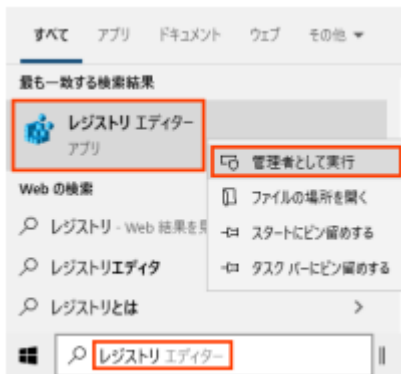 すべて アプリ ドキュメント ウェブ その他
最も一致する検索結果
レジストリ エディター
アプリ
管理者として実行
Web の検索
ファイルの場所を開く
レジストリ - Web 結果を見
スタートにピン留めする
レジストリエディタ
タスク バーにピン留めする
レジストリとは
レジストリ エディター